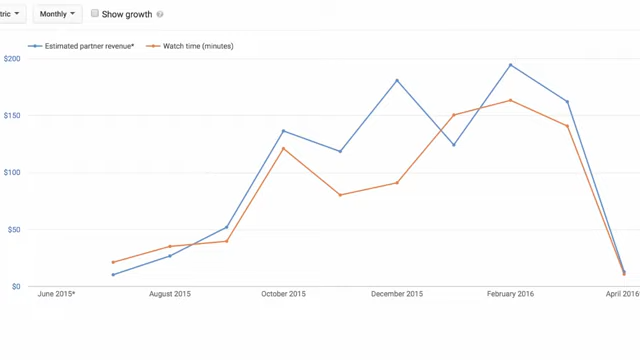 tric Monthly Show growth ?
Estimated partner revenue* Watch time (minutes)
$200
$150
$100
$50
$0
June 2015* August 2015 October 2015 December 2015 February 2016 April 2016*